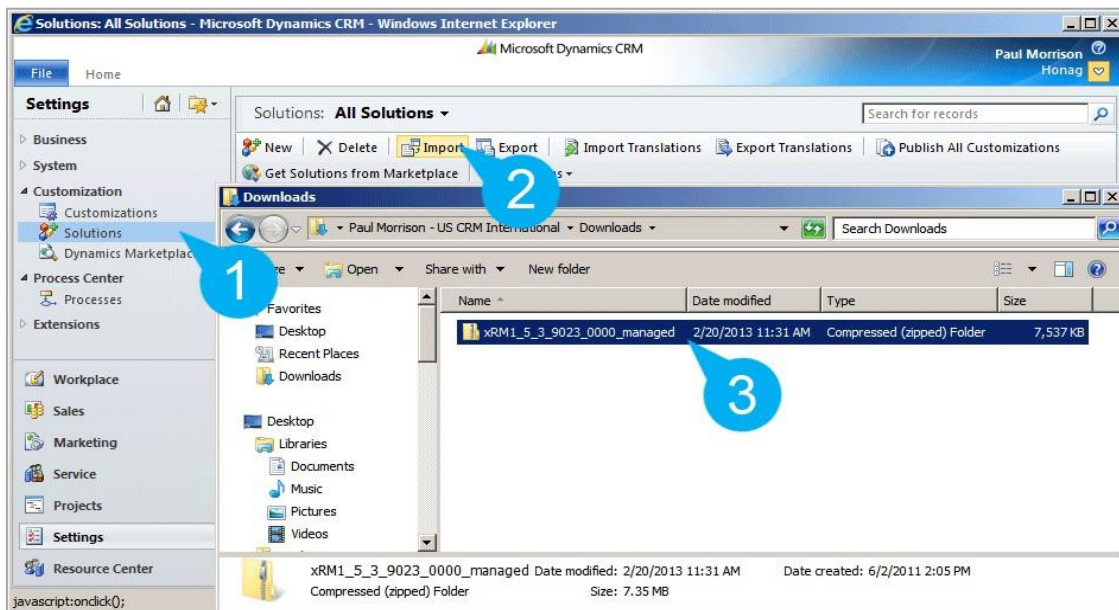 Solutions: All Solutions - Microsoft Dynamics CRM - Windows Internet Explorer
Microsoft Dynamics CRM
Paul Morrison
Honag
File Home
Settings
Solutions: All Solutions
Search for records
Business
System
Customization
Customizations
Solutions
Dynamics Marketplac
Process Center
Processes
Extensions
Workplace
Sales
Marketing
Service
Projects
Settings
Resource Center
javascript:onclick();
New Delete Import Export Import Translations Export Translations Publish All Customizations
Get Solutions from Marketplace
1
2
3
Downloads
Paul Morrison - US CRM International Downloads
Search Downloads
Open Share with New folder
Favorites
Desktop
Recent Places
Downloads
Desktop
Libraries
Documents
Music
Pictures
Videos
Name Date modified Type Size
xRM1_5_3_9023_0000_managed 2/20/2013 11:31 AM Compressed (zipped) Folder 7,537 KB
xRM1_5_3_9023_0000_managed Date modified: 2/20/2013 11:31 AM Date created: 6/2/2011 2:05 PM
Compressed (zipped) Folder Size: 7.35 MB